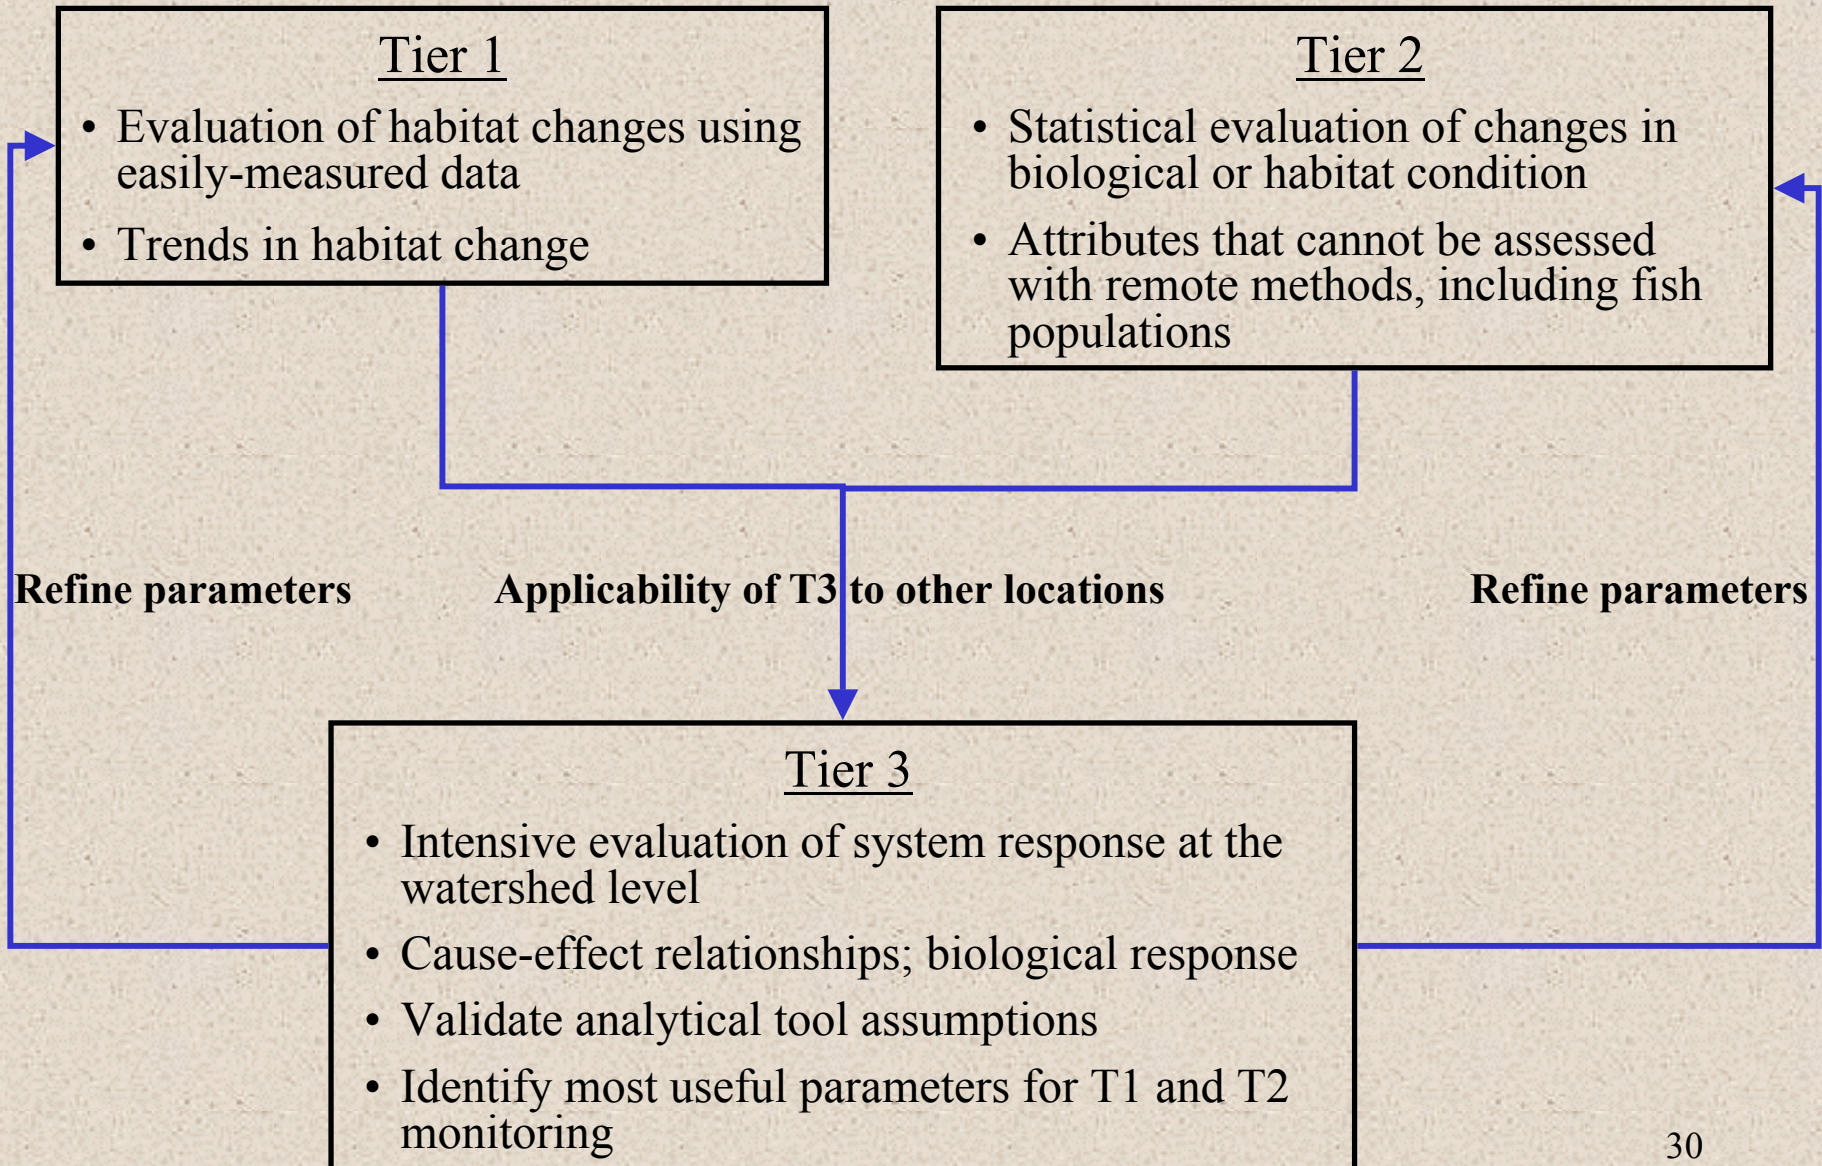 Tier 1
• Evaluation of habitat changes using
easily-measured data
• Trends in habitat change
Tier 2
• Statistical evaluation of changes in
biological or habitat condition
• Attributes that cannot be assessed
with remote methods, including fish
populations
Refine parameters
Applicability of T3 to other locations
Refine parameters
Tier 3
• Intensive evaluation of system response at the
watershed level
• Cause-effect relationships; biological response
• Validate analytical tool assumptions
• Identify most useful parameters for T1 and T2
monitoring
30